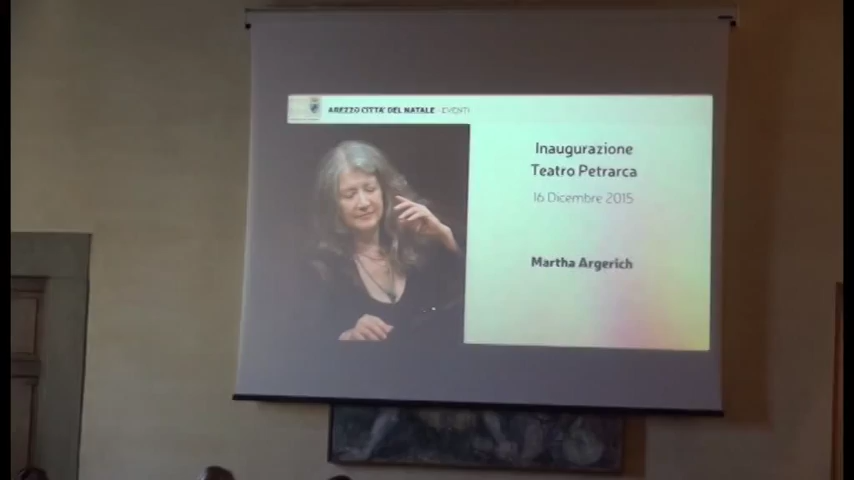 AREZZO CITTA' DEL NATALE - EVENTI
Inaugurazione
Teatro Petrarca
16 Dicembre 2015
Martha Argerich